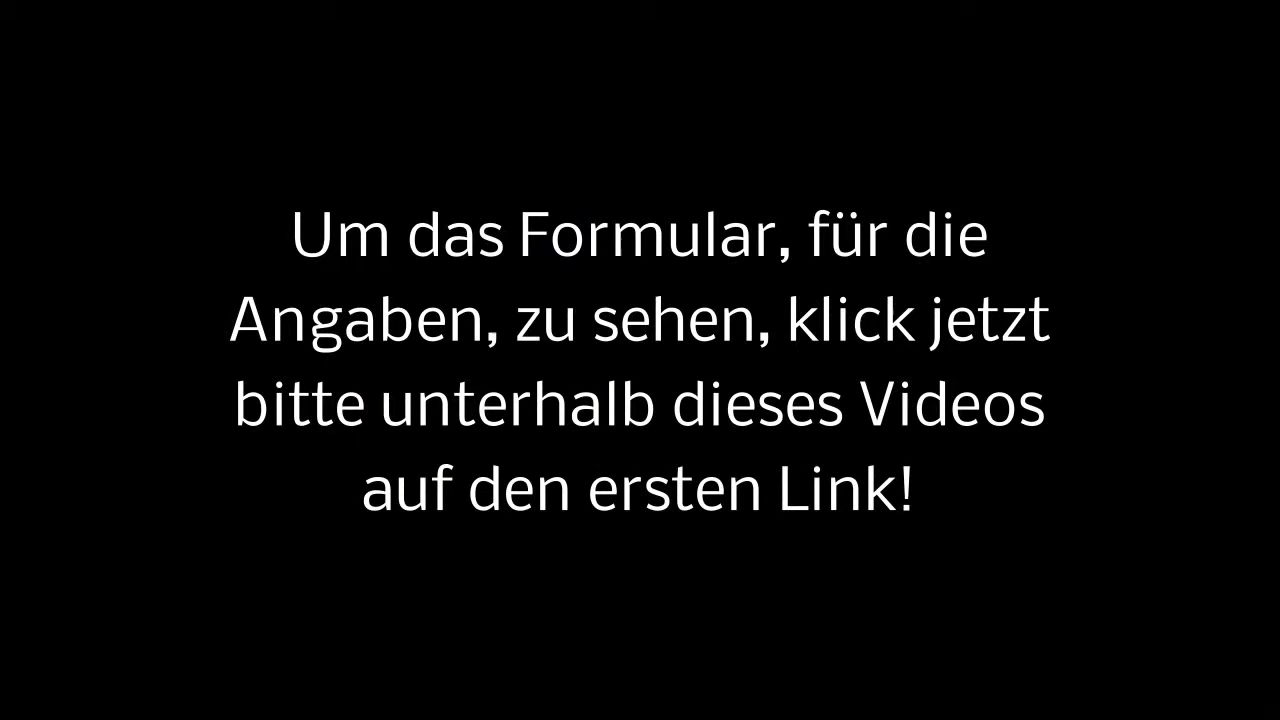 Um das Formular, für die
Angaben, zu sehen, klick jetzt
bitte unterhalb dieses Videos
auf den ersten Link!